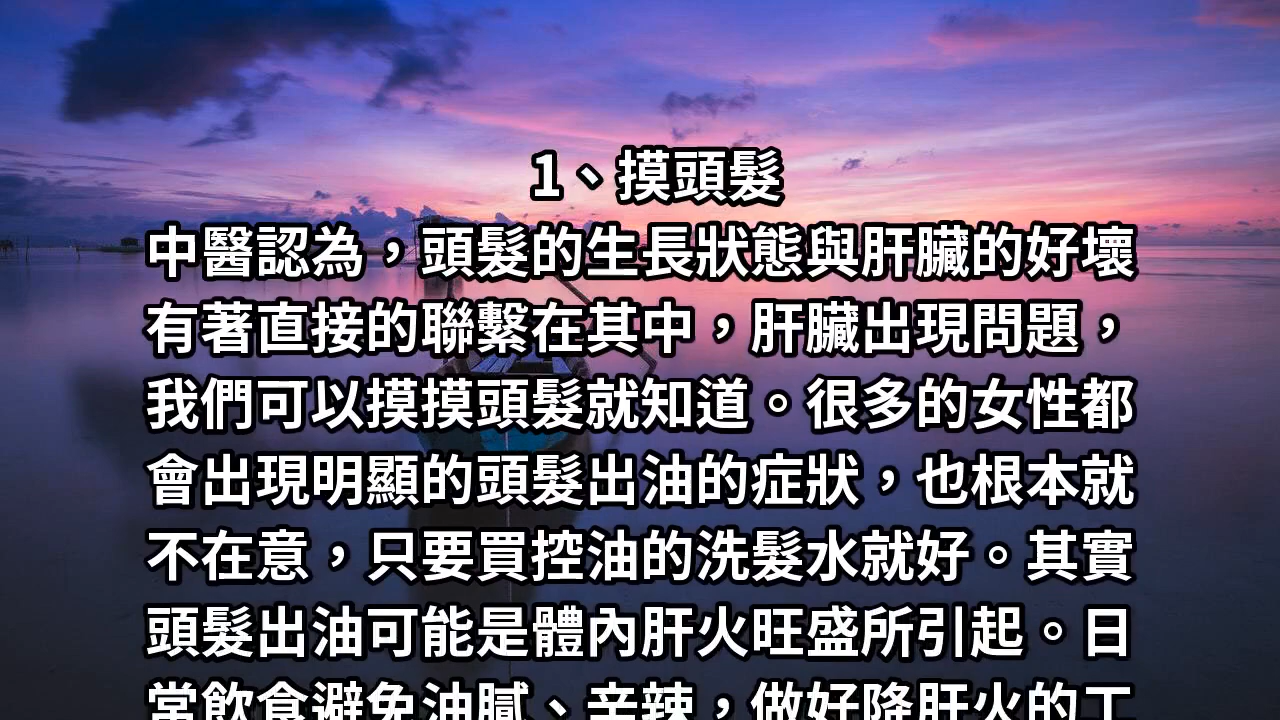 1、摸頭髮
中醫認為，頭髮的生長狀態與肝臟的好壞
有著直接的聯繫在其中，肝臟出現問題，
我們可以摸摸頭髮就知道。很多的女性都
會出現明顯的頭髮出油的症狀，也根本就
不在意，只要買控油的洗髮水就好。其實
頭髮出油可能是體內肝火旺盛所引起。日
常飲食避免油膩、辛辣，做好降肝火的工